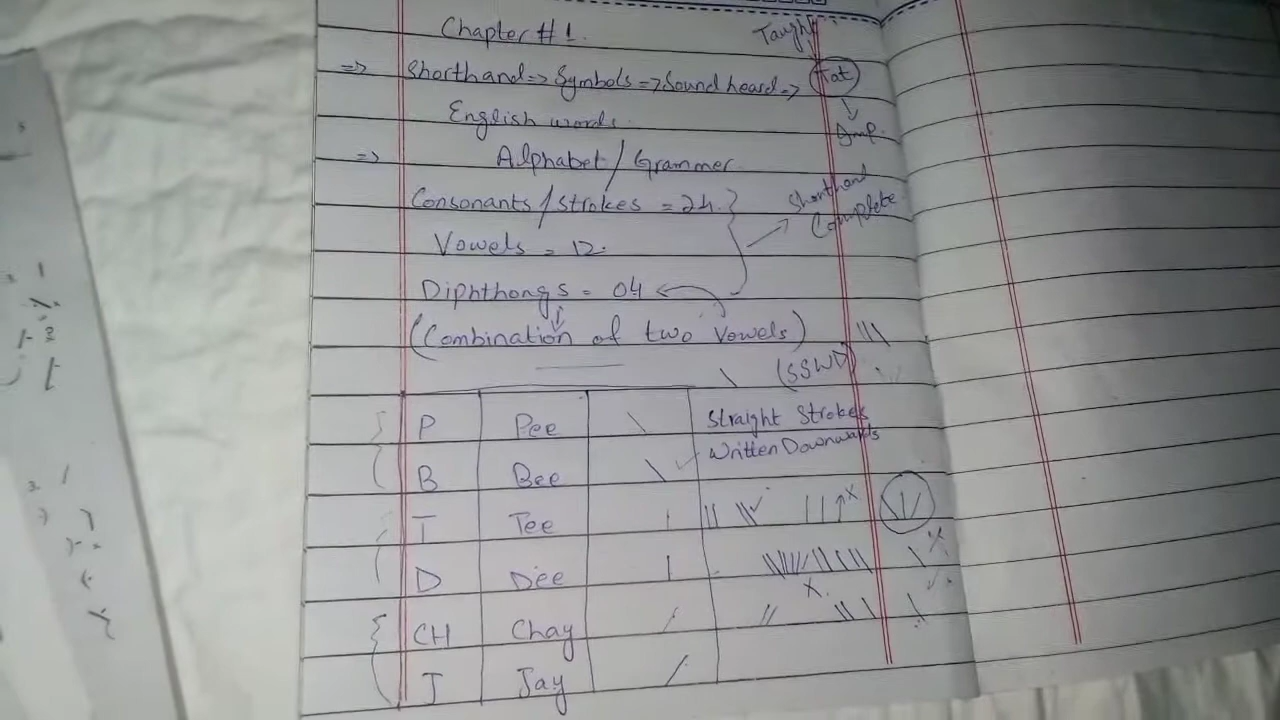 Chapter # 1.
Taught
=> Shorthand => Symbols => Sound heard => Tot
English words.
Imp.
=> Alphabet / Grammer
Consonants / Strokes = 24.
Shorthand Complete
Vowels = 12.
Diphthongs = 04
(Combination of two vowels)
(SSWD)
P Pee \ Straight Strokes
Written Downwards
B Bee \
T Tee |
D Dee |
CH Chay /
J Jay /